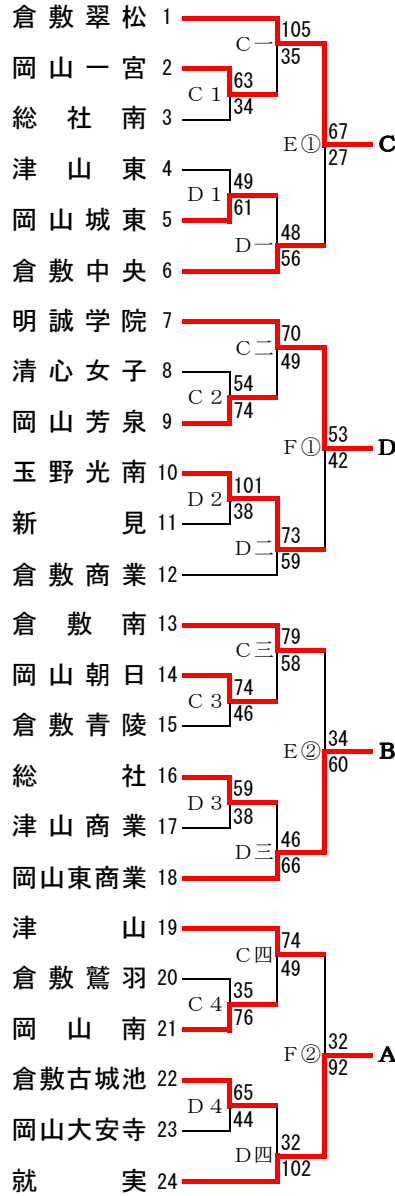 倉敷翠松 1
105
C一
35
岡山一宮 2
63
C1
34
総社南 3
67
E①
27
C
津山東 4
49
D1
61
岡山城東 5
48
D一
56
倉敷中央 6
明誠学院 7
70
C二
49
清心女子 8
54
C2
74
岡山芳泉 9
53
F①
42
D
玉野光南 10
101
D2
38
新見 11
73
D二
59
倉敷商業 12
倉敷南 13
79
C三
58
岡山朝日 14
74
C3
46
倉敷青陵 15
34
E②
60
B
総社 16
59
D3
38
津山商業 17
46
D三
66
岡山東商業 18
津山 19
74
C四
49
倉敷鷲羽 20
35
C4
76
岡山南 21
32
F②
92
A
倉敷古城池 22
65
D4
44
岡山大安寺 23
32
D四
102
就実 24